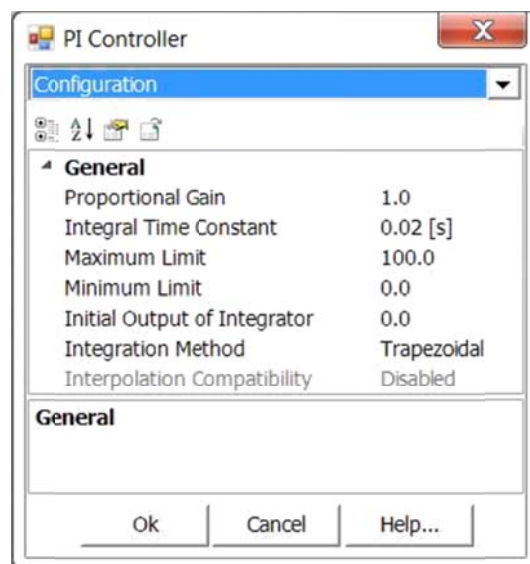 PI Controller
X
Configuration
General
Proportional Gain 1.0
Integral Time Constant 0.02 [s]
Maximum Limit 100.0
Minimum Limit 0.0
Initial Output of Integrator 0.0
Integration Method Trapezoidal
Interpolation Compatibility Disabled
General
Ok Cancel Help...